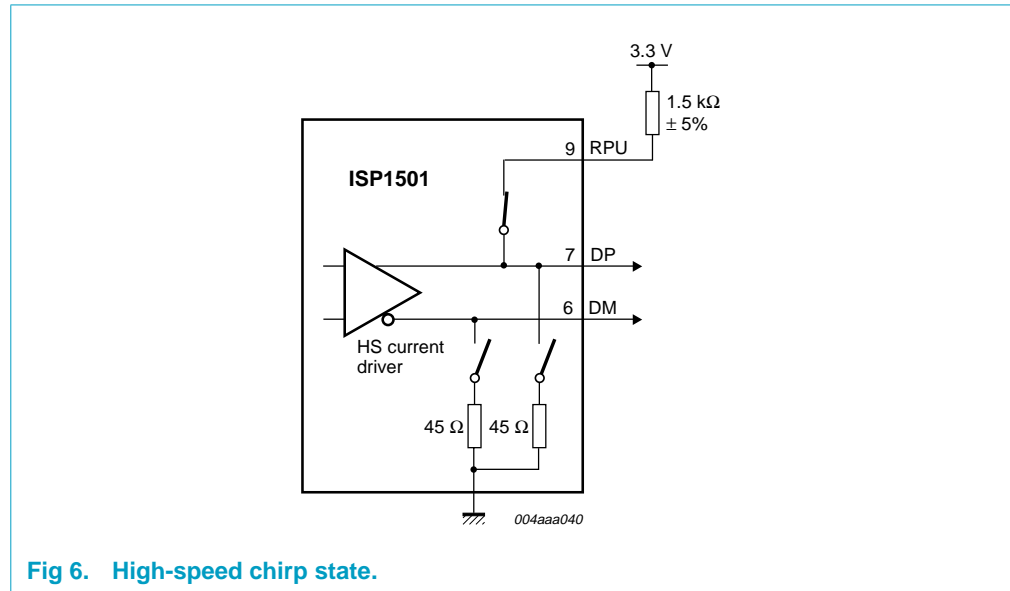 3.3 V
1.5 kΩ
± 5%
9 RPU
ISP1501
7 DP
6 DM
HS current
driver
45 Ω 45 Ω
004aaa040
Fig 6. High-speed chirp state.